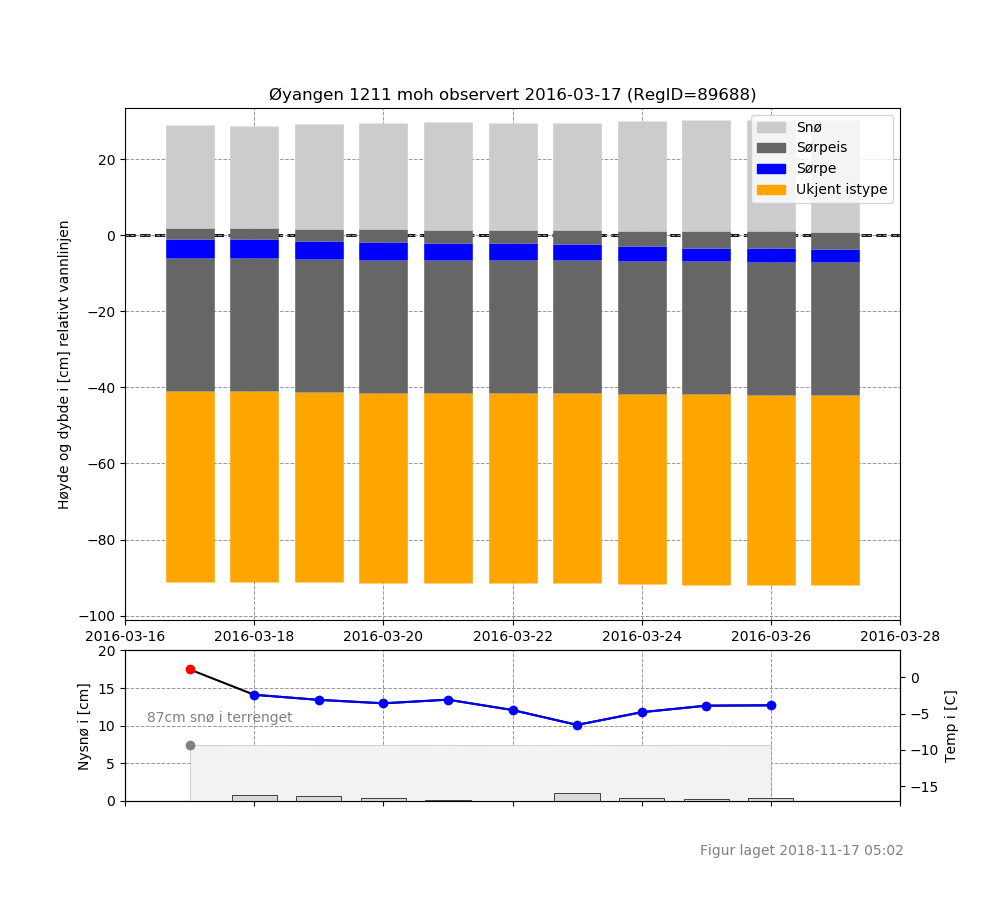 Øyangen 1211 moh observert 2016-03-17 (RegID=89688)
Snø
Sørpeis
Sørpe
Ukjent istype
Høyde og dybde i [cm] relativt vannlinjen
20
0
−20
−40
−60
−80
−100
2016-03-16 2016-03-18 2016-03-20 2016-03-22 2016-03-24 2016-03-26 2016-03-28
Nysnø i [cm]
20
15
10
5
0
87cm snø i terrenget
0
−5
−10
−15
Temp i [C]
Figur laget 2018-11-17 05:02